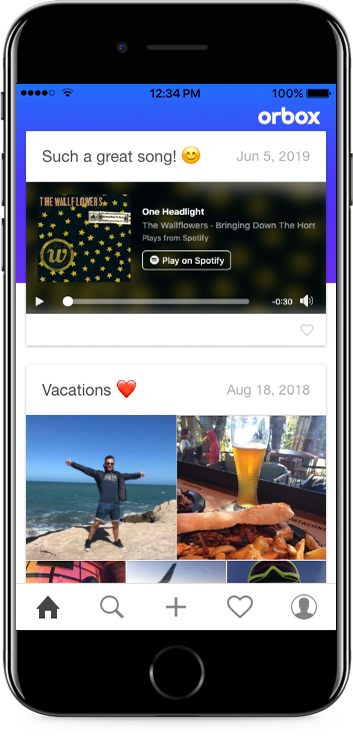 12:34 PM
100%
orbox
Such a great song! 😊
Jun 5, 2019
THE WALLFLOWERS
One Headlight
The Wallflowers - Bringing Down The Hors
Plays from Spotify
Play on Spotify
-0:30
Vacations ❤️
Aug 18, 2018